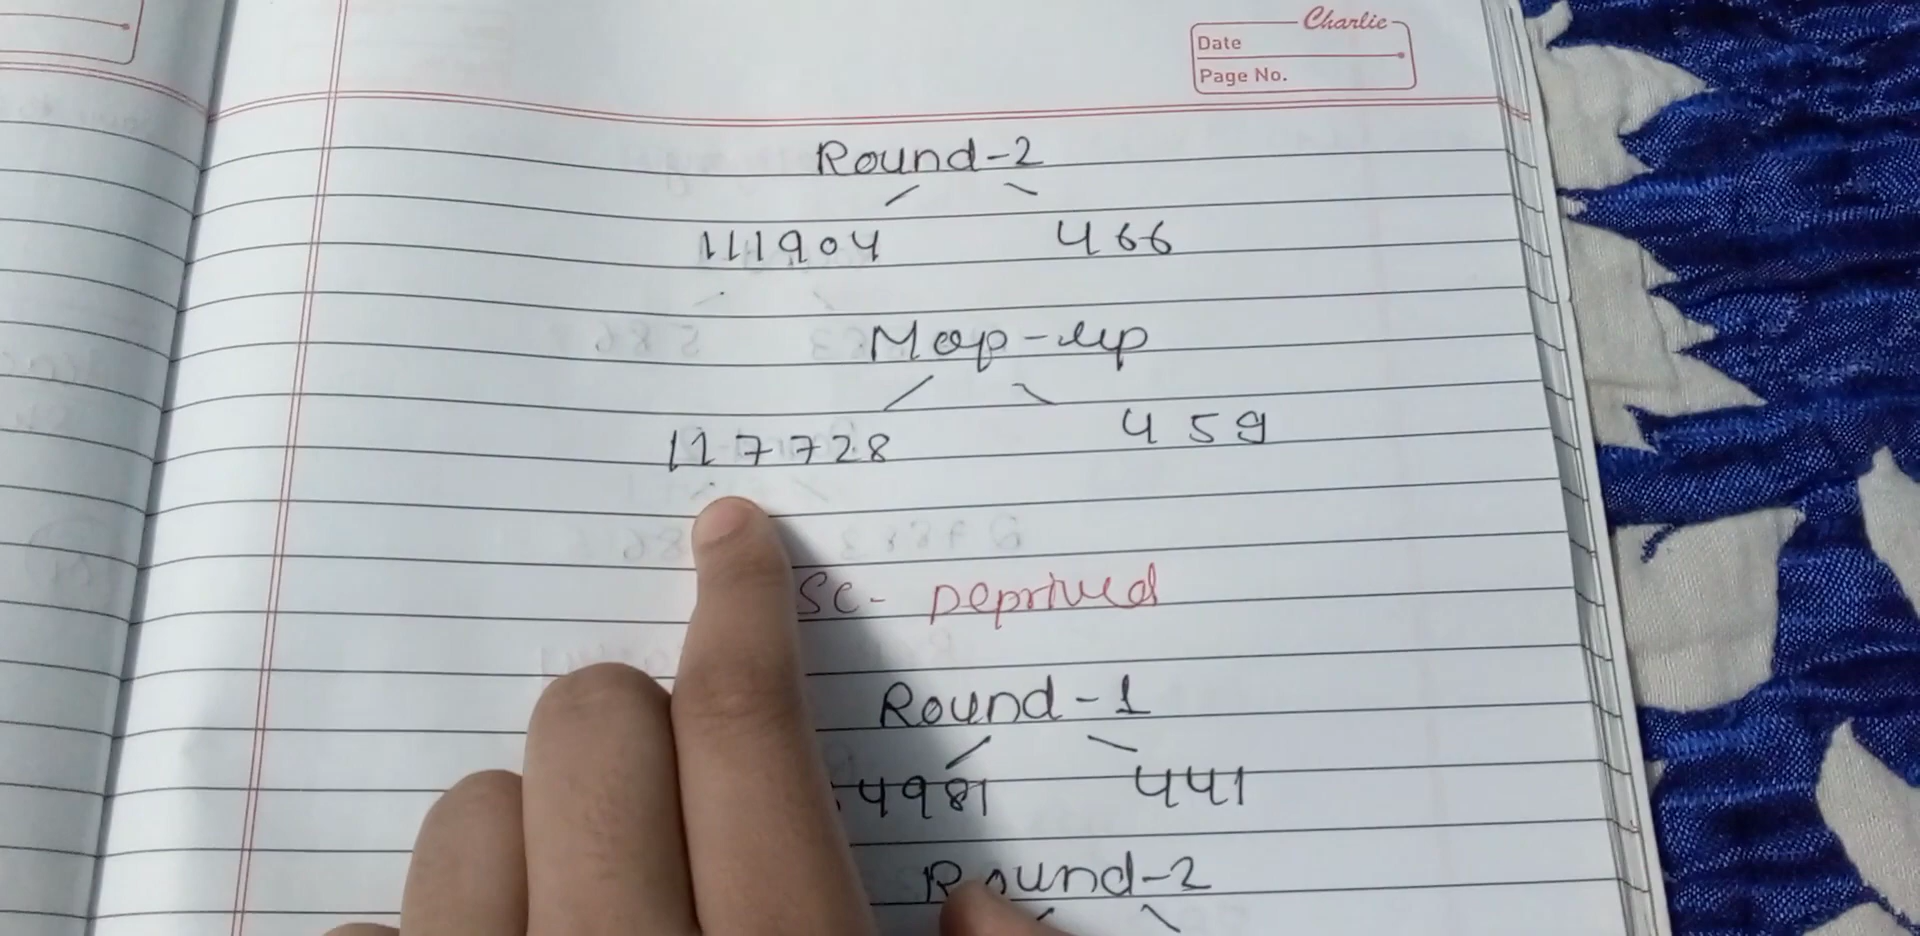 Charlie
Date
Page No.
Round-2
111904 466
Mop-up
117728 459
SC- Deprived
Round-1
4981 441
Round-2